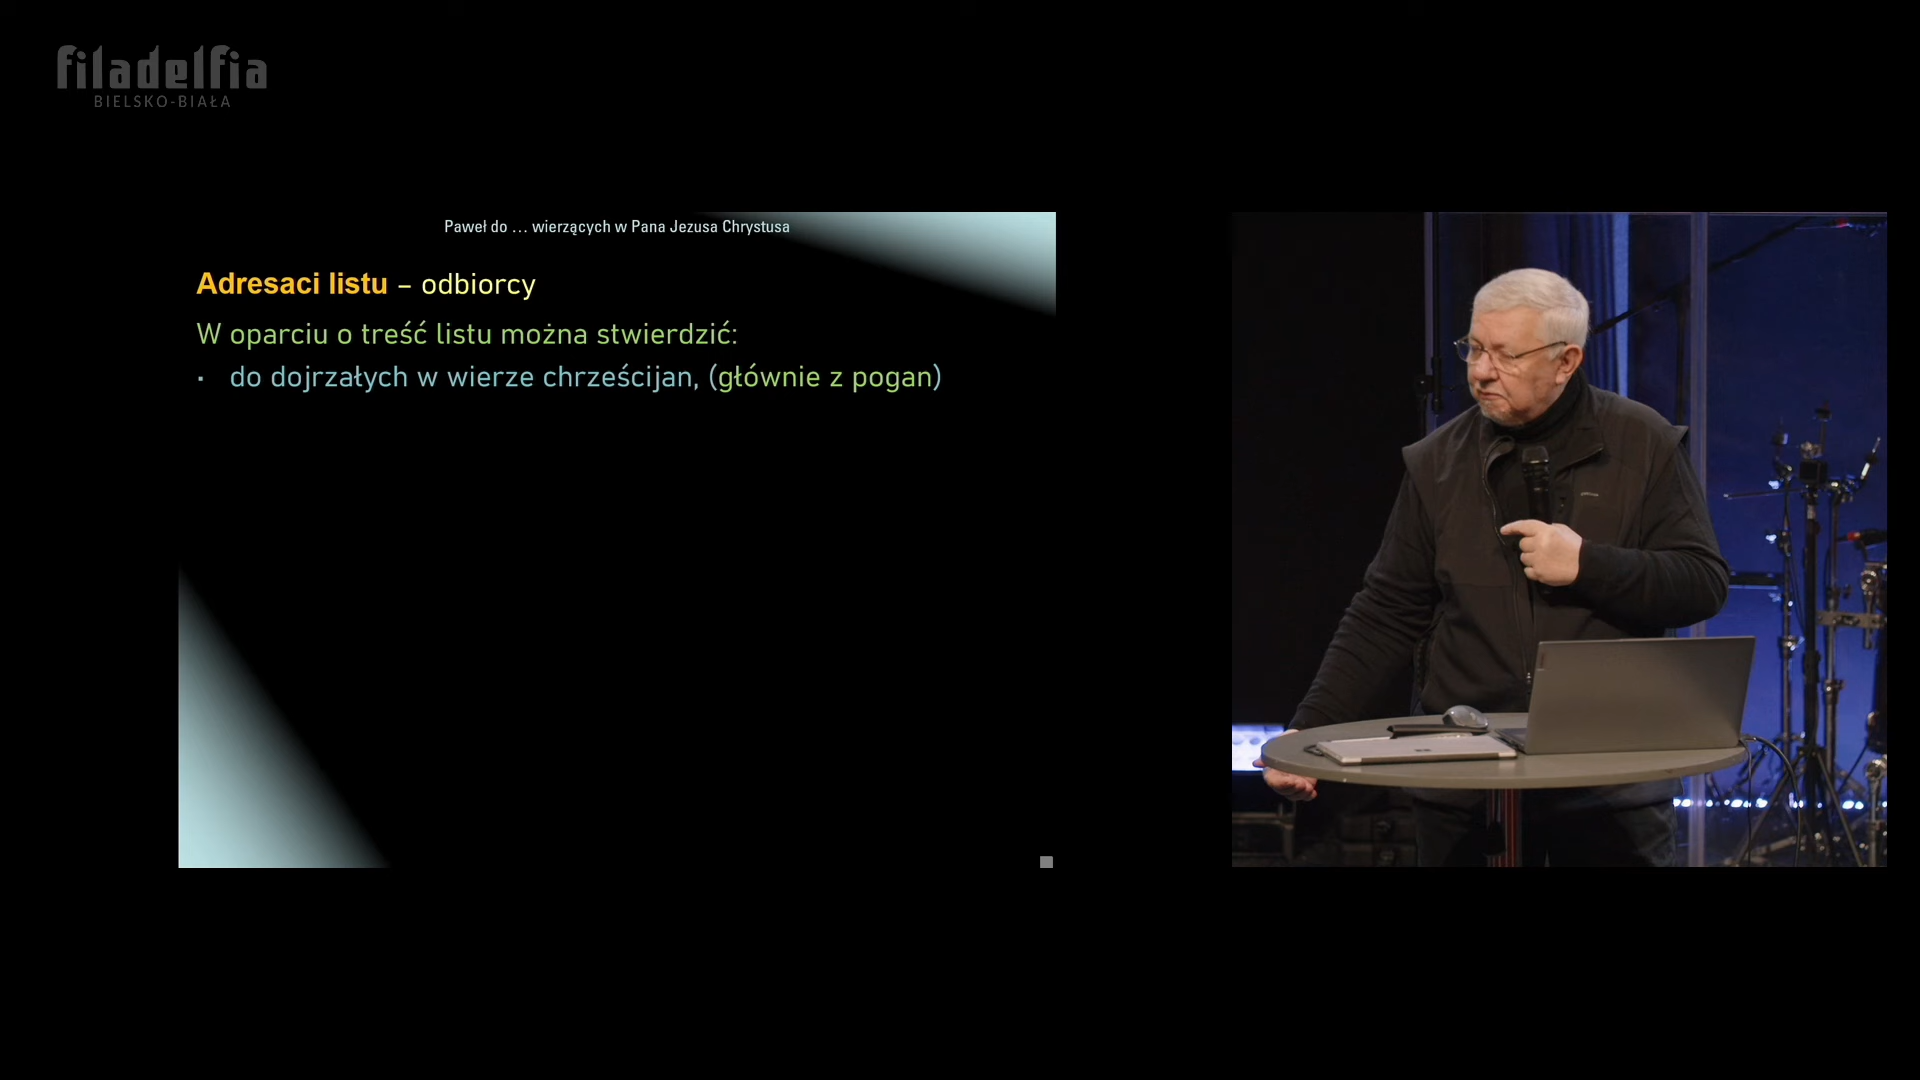 filadelfia
BIELSKO-BIAŁA
Paweł do … wierzących w Pana Jezusa Chrystusa
Adresaci listu – odbiorcy
W oparciu o treść listu można stwierdzić:
· do dojrzałych w wierze chrześcijan, (głównie z pogan)